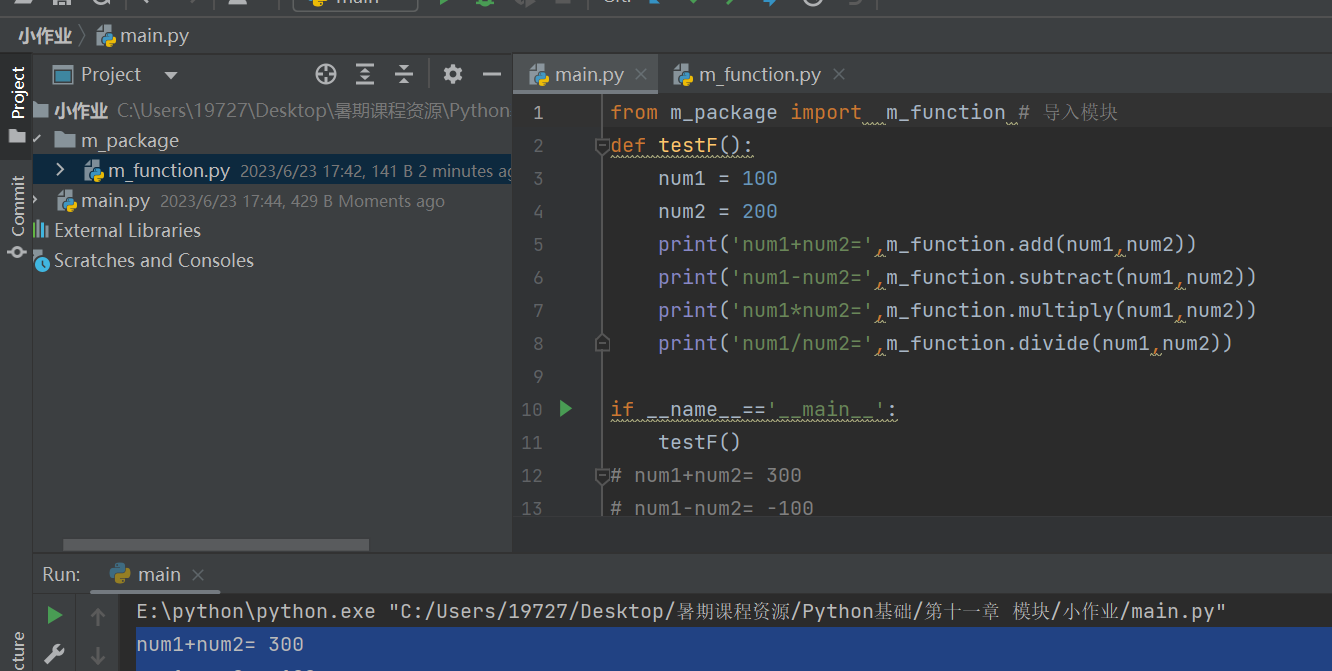 main
Git:
小作业 main.py
Project
main.py
m_function.py
小作业 C:\Users\19727\Desktop\暑期课程资源\Python
m_package
m_function.py 2023/6/23 17:42, 141 B 2 minutes ag
main.py 2023/6/23 17:44, 429 B Moments ago
External Libraries
Scratches and Consoles
Project
Commit
cture
1 from m_package import  m_function # 导入模块
2 def testF():
3 num1 = 100
4 num2 = 200
5 print('num1+num2=',m_function.add(num1,num2))
6 print('num1-num2=',m_function.subtract(num1,num2))
7 print('num1*num2=',m_function.multiply(num1,num2))
8 print('num1/num2=',m_function.divide(num1,num2))
9
10 if __name__=='__main__':
11 testF()
12 # num1+num2= 300
13 # num1-num2= -100
Run: main
E:\python\python.exe "C:/Users/19727/Desktop/暑期课程资源/Python基础/第十一章 模块/小作业/main.py"
num1+num2= 300